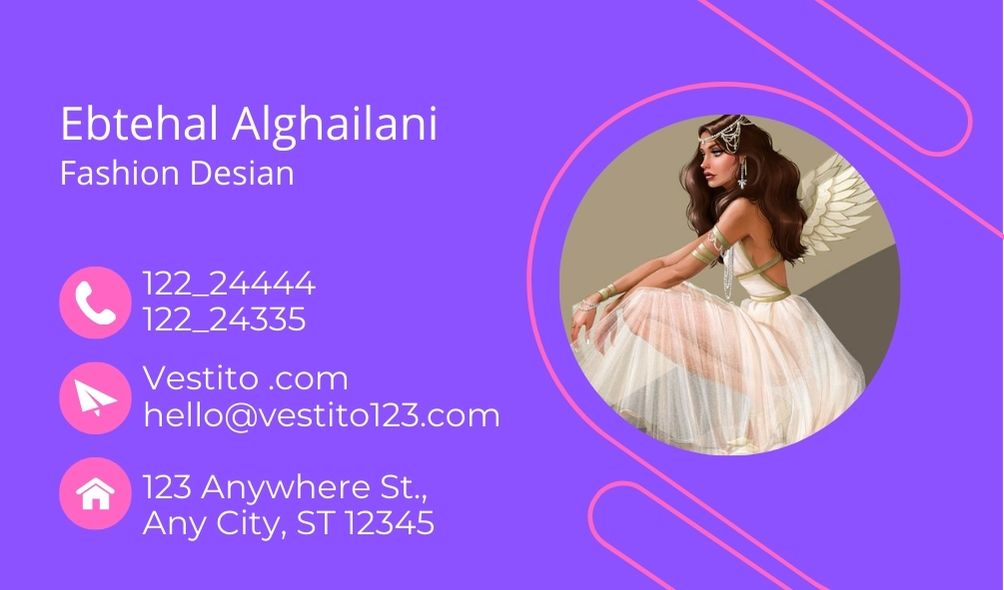 Ebtehal Alghailani
Fashion Desian
122_24444
122_24335
Vestito .com
hello@vestito123.com
123 Anywhere St.,
Any City, ST 12345